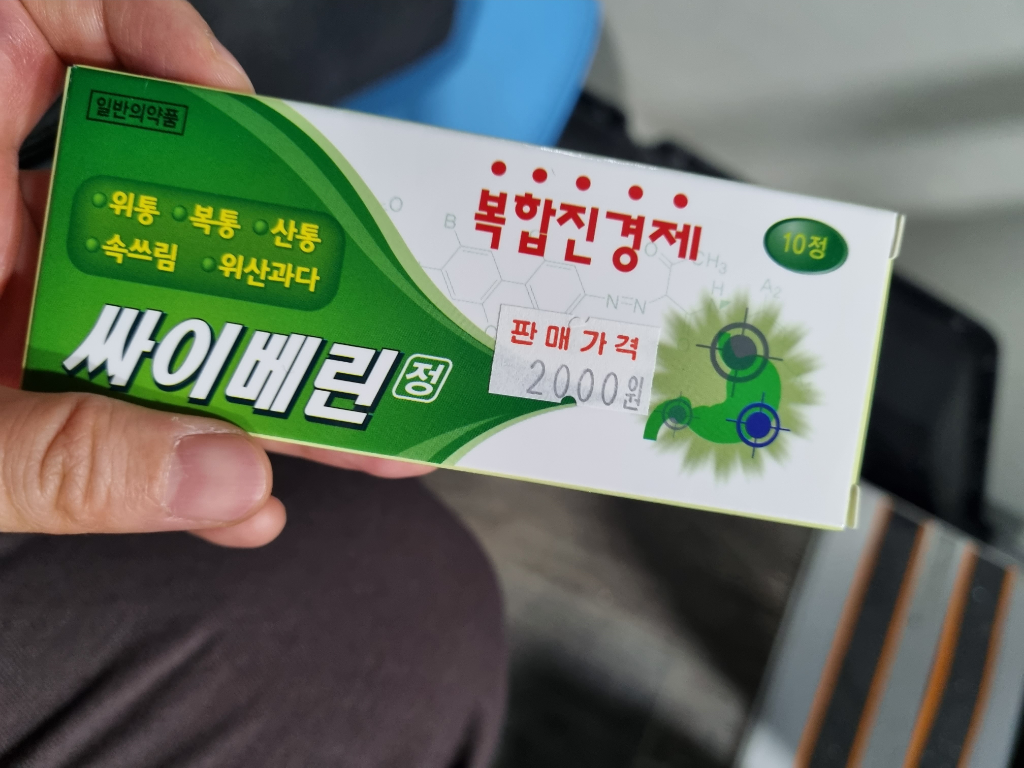 일반의약품
위통 복통 산통
속쓰림 위산과다
싸이베린 정
복합진경제
10정
판매가격
2000원
O
B
O
CH₃
H
A₂
N=N